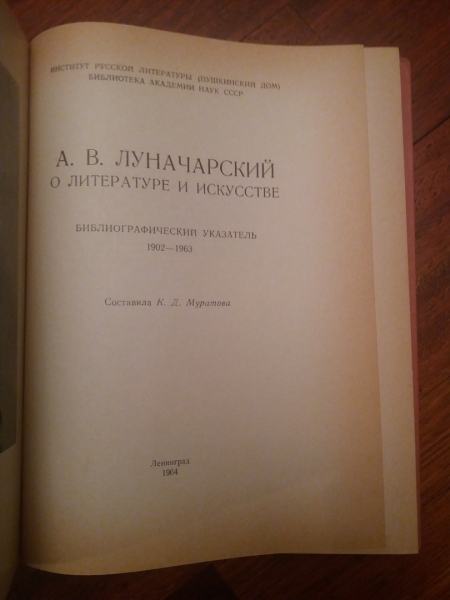 ИНСТИТУТ РУССКОЙ ЛИТЕРАТУРЫ (ПУШКИНСКИЙ ДОМ)
БИБЛИОТЕКА АКАДЕМИИ НАУК СССР
А. В. ЛУНАЧАРСКИЙ
О ЛИТЕРАТУРЕ И ИСКУССТВЕ
БИБЛИОГРАФИЧЕСКИЙ УКАЗАТЕЛЬ
1902—1963
Составила К. Д. Муратова
Ленинград
1964